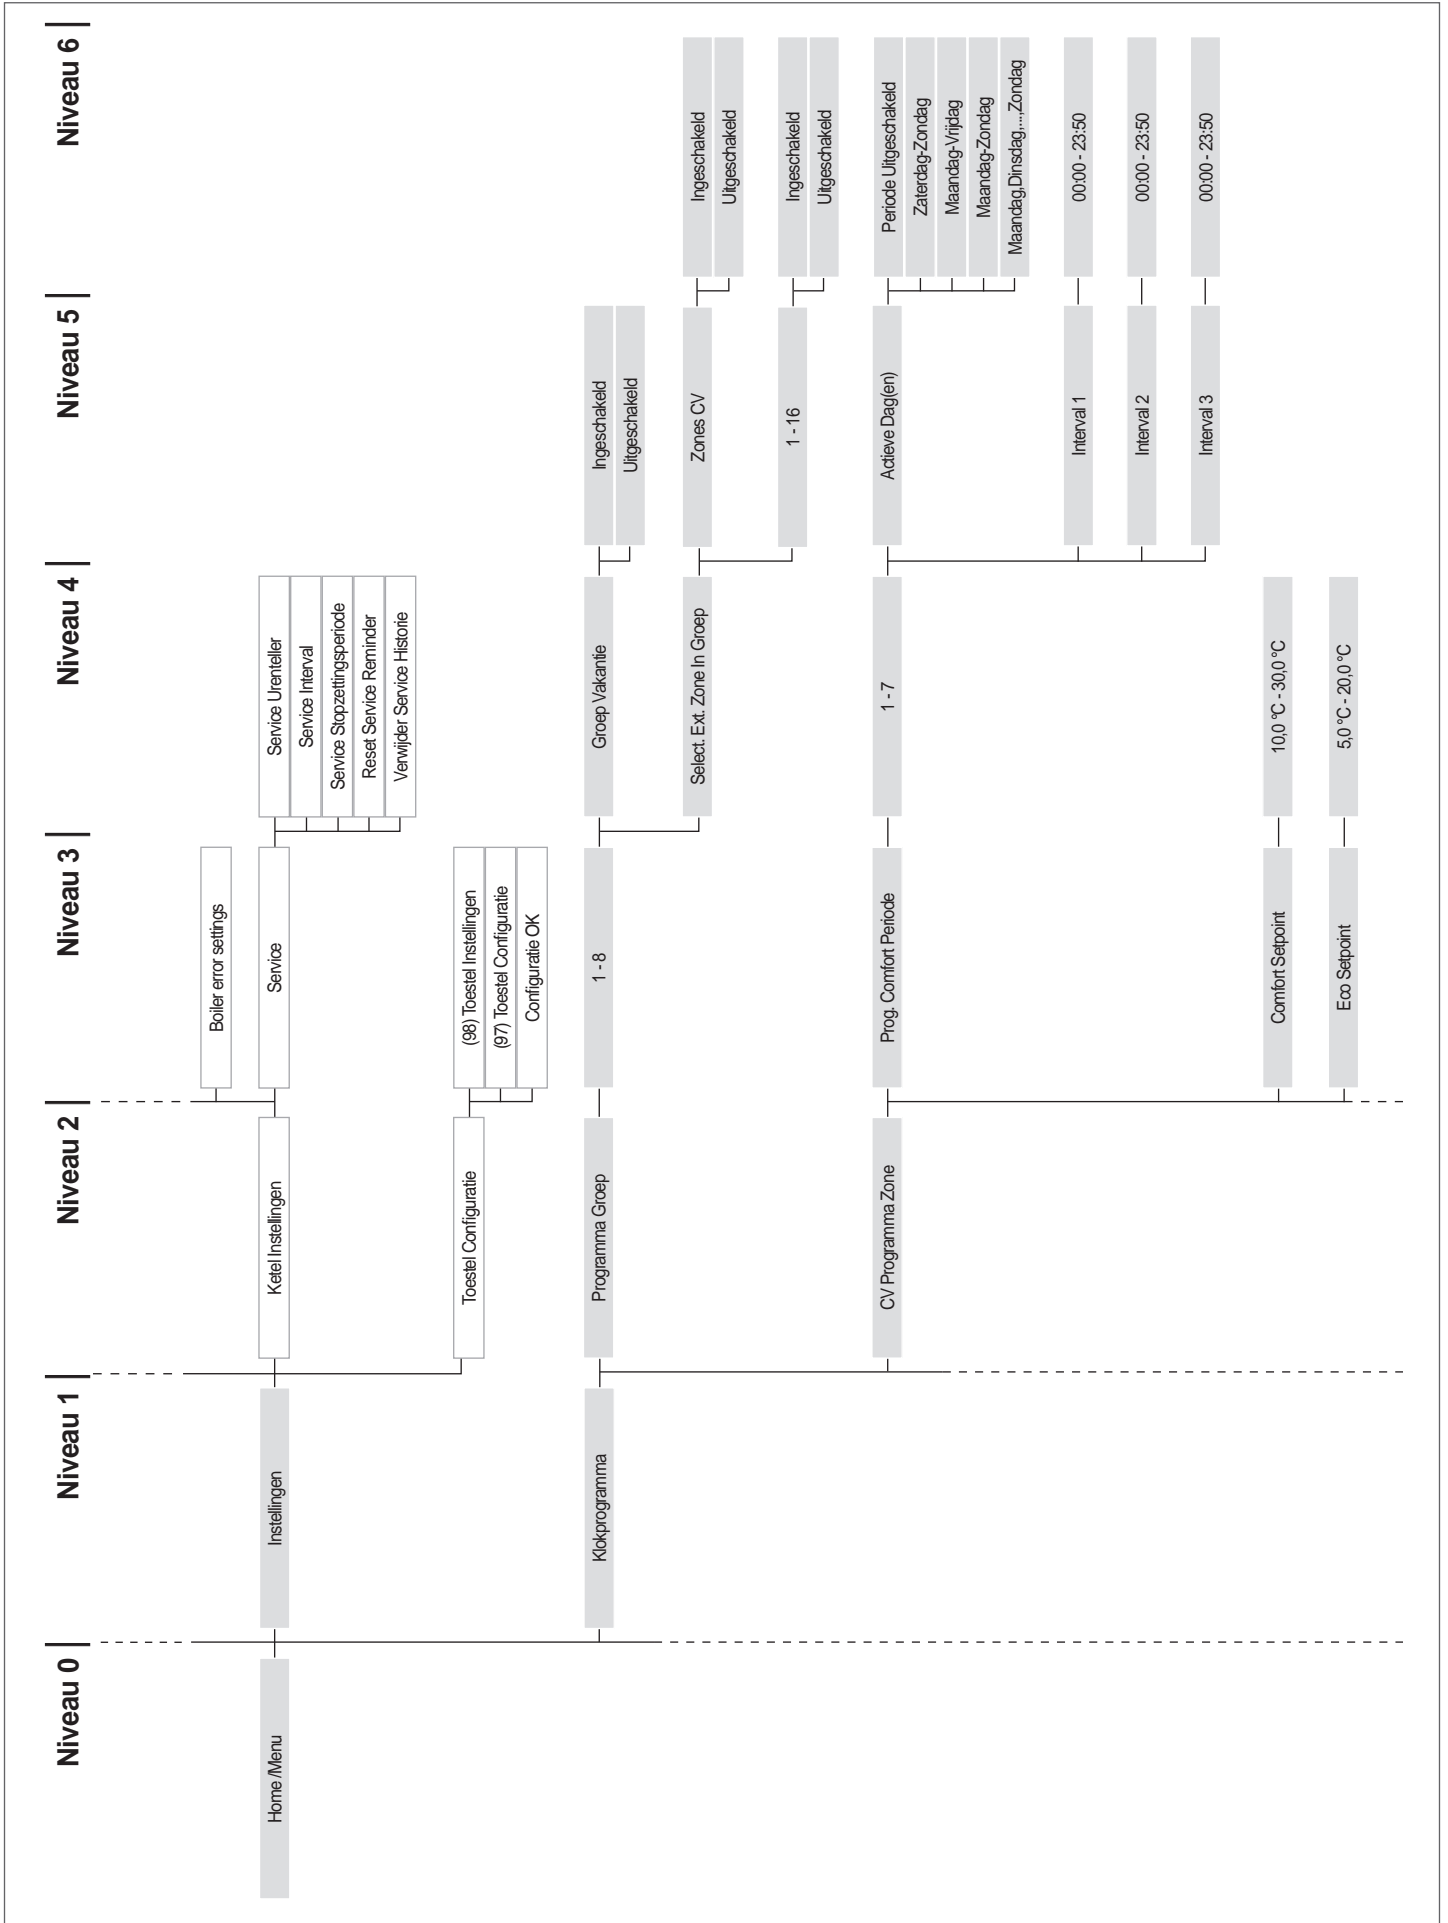 Niveau 0
Niveau 1
Niveau 2
Niveau 3
Niveau 4
Niveau 5
Niveau 6
Boiler error settings
Home /Menu
Instellingen
Ketel Instellingen
Service
Service Urenteller
Service Interval
Service Stopzettingsperiode
Reset Service Reminder
Verwijder Service Historie
Toestel Configuratie
(98) Toestel Instellingen
(97) Toestel Configuratie
Configuratie OK
Klokprogramma
Programma Groep
1 - 8
Groep Vakantie
Ingeschakeld
Uitgeschakeld
Select. Ext. Zone In Groep
Zones CV
Ingeschakeld
Uitgeschakeld
1 - 16
Ingeschakeld
Uitgeschakeld
CV Programma Zone
Prog. Comfort Periode
1 - 7
Actieve Dag(en)
Periode Uitgeschakeld
Zaterdag-Zondag
Maandag-Vrijdag
Maandag-Zondag
Maandag,Dinsdag,...,Zondag
Interval 1
00:00 - 23:50
Interval 2
00:00 - 23:50
Interval 3
00:00 - 23:50
Comfort Setpoint
10,0 °C - 30,0 °C
Eco Setpoint
5,0 °C - 20,0 °C